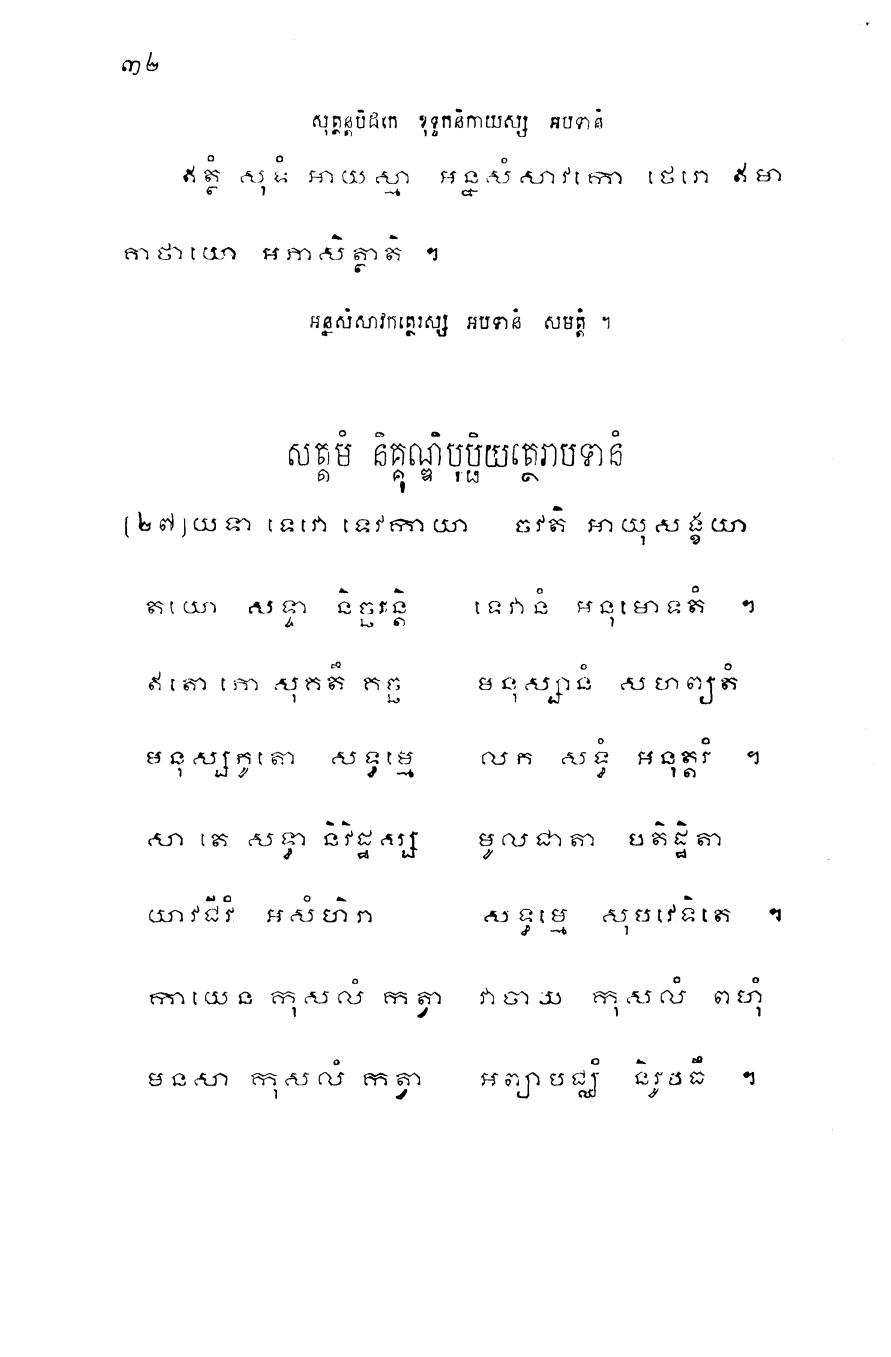 ៣២
សុត្តន្តបិដកេ ខុទ្ទកនិកាយស្ស អបទានំ
ឥត្ថំ សុទំ អាយស្មា អន្នសំសាវកោ ថេរោ ឥមា
គាថាយោ អភាសិត្ថាតិ ។
អន្នសំសាវកត្ថេរស្ស អបទានំ សមត្តំ ។
សត្តមំ និគ្គុណ្ឌិបុប្ផិយត្ថេរាបទានំ
(២៧)យទា ទេវោ ទេវកាយា ចវតិ អាយុសង្ខយា
តយោ សទ្ទា និច្ឆរន្តិ ទេវានំ អនុមោទតំ ។
ឥតោ ភោ សុគតឹ គច្ឆ មនុស្សានំ សហព្យតំ
មនុស្សភូតោ សទ្ធម្មេ លភ សទ្ធំ អនុត្តរំ ។
សា តេ សទ្ធា និវិដ្ឋស្ស មូលជាតា បតិដ្ឋិតា
យាវជីវំ អសំហិរា សទ្ធម្មេ សុបវេទិតេ ។
កាយេន កុសលំ កត្វា វាចាយ កុសលំ ពហុំ
មនសា កុសលំ កត្វា អព្យាបជ្ឈំ និរូបធឹ ។